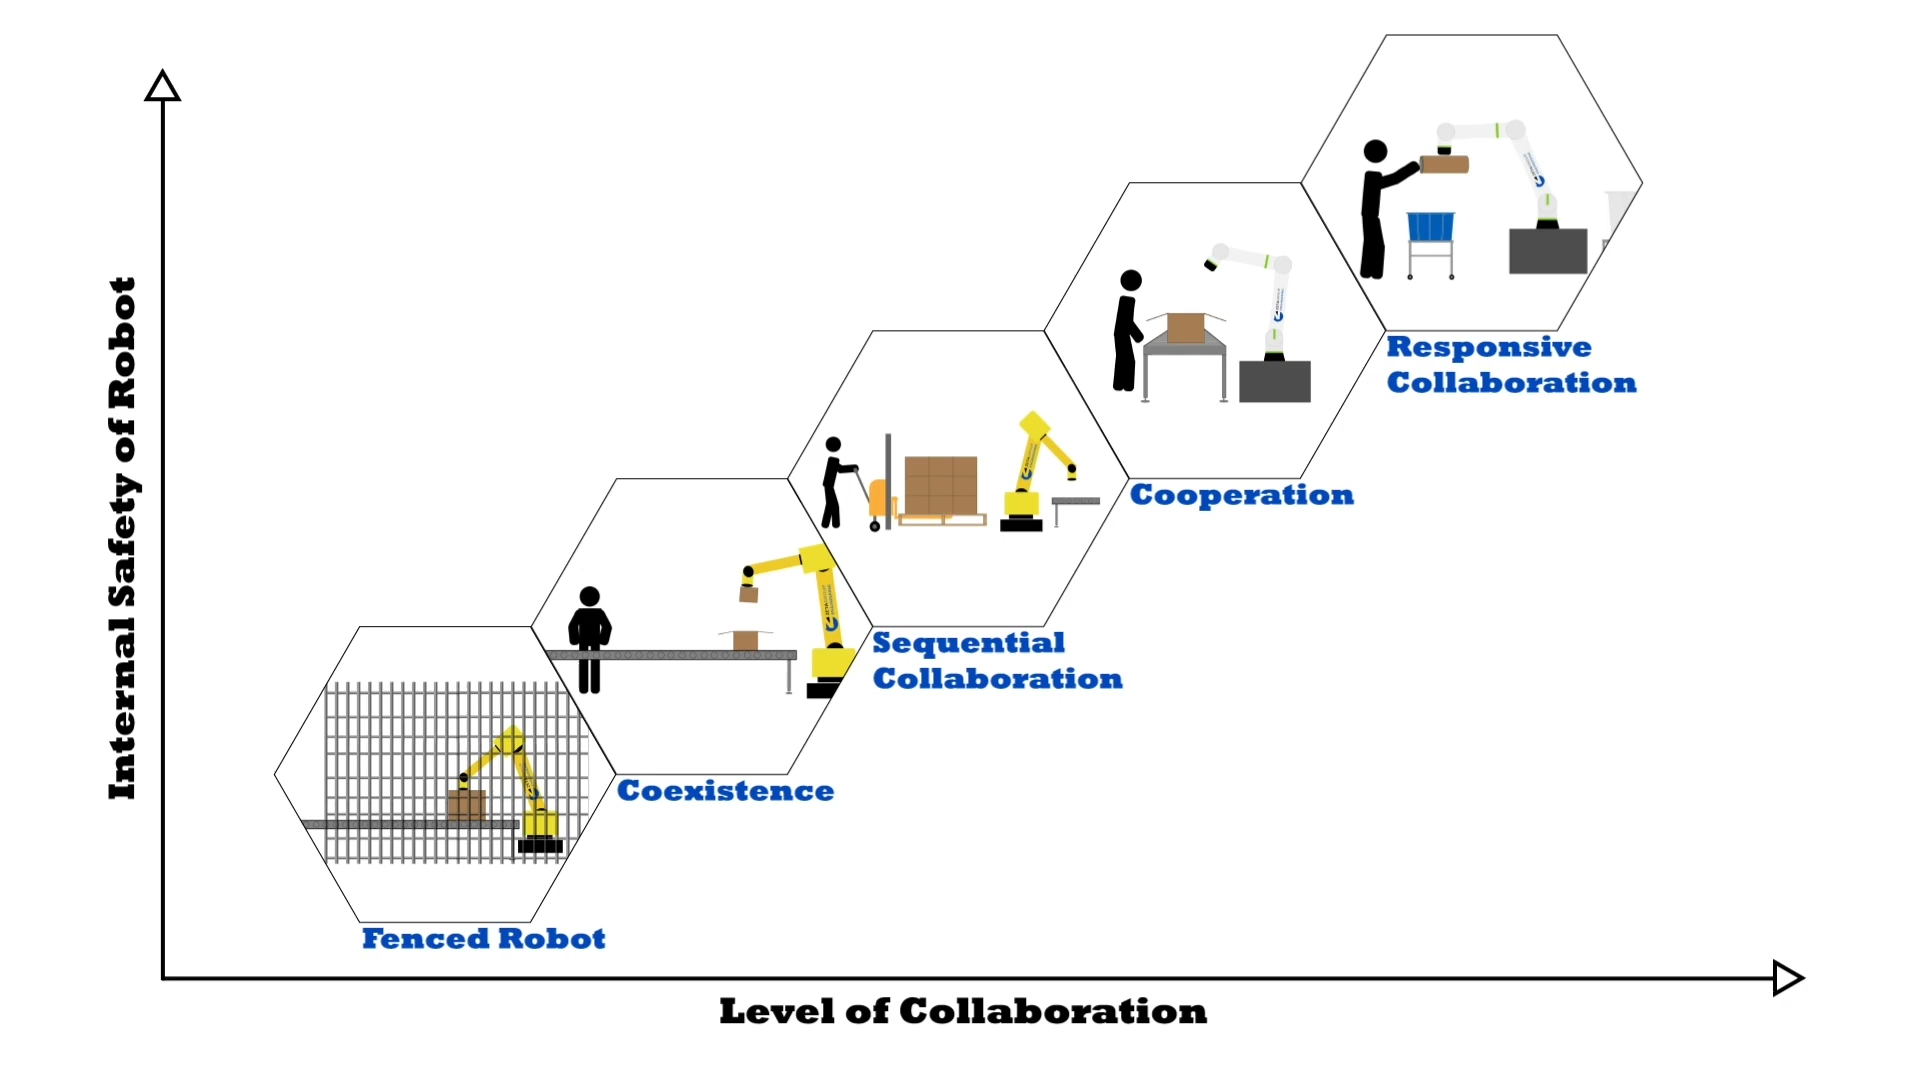 Internal Safety of Robot
Responsive
Collaboration
Cooperation
Sequential
Collaboration
Coexistence
Fenced Robot
Level of Collaboration